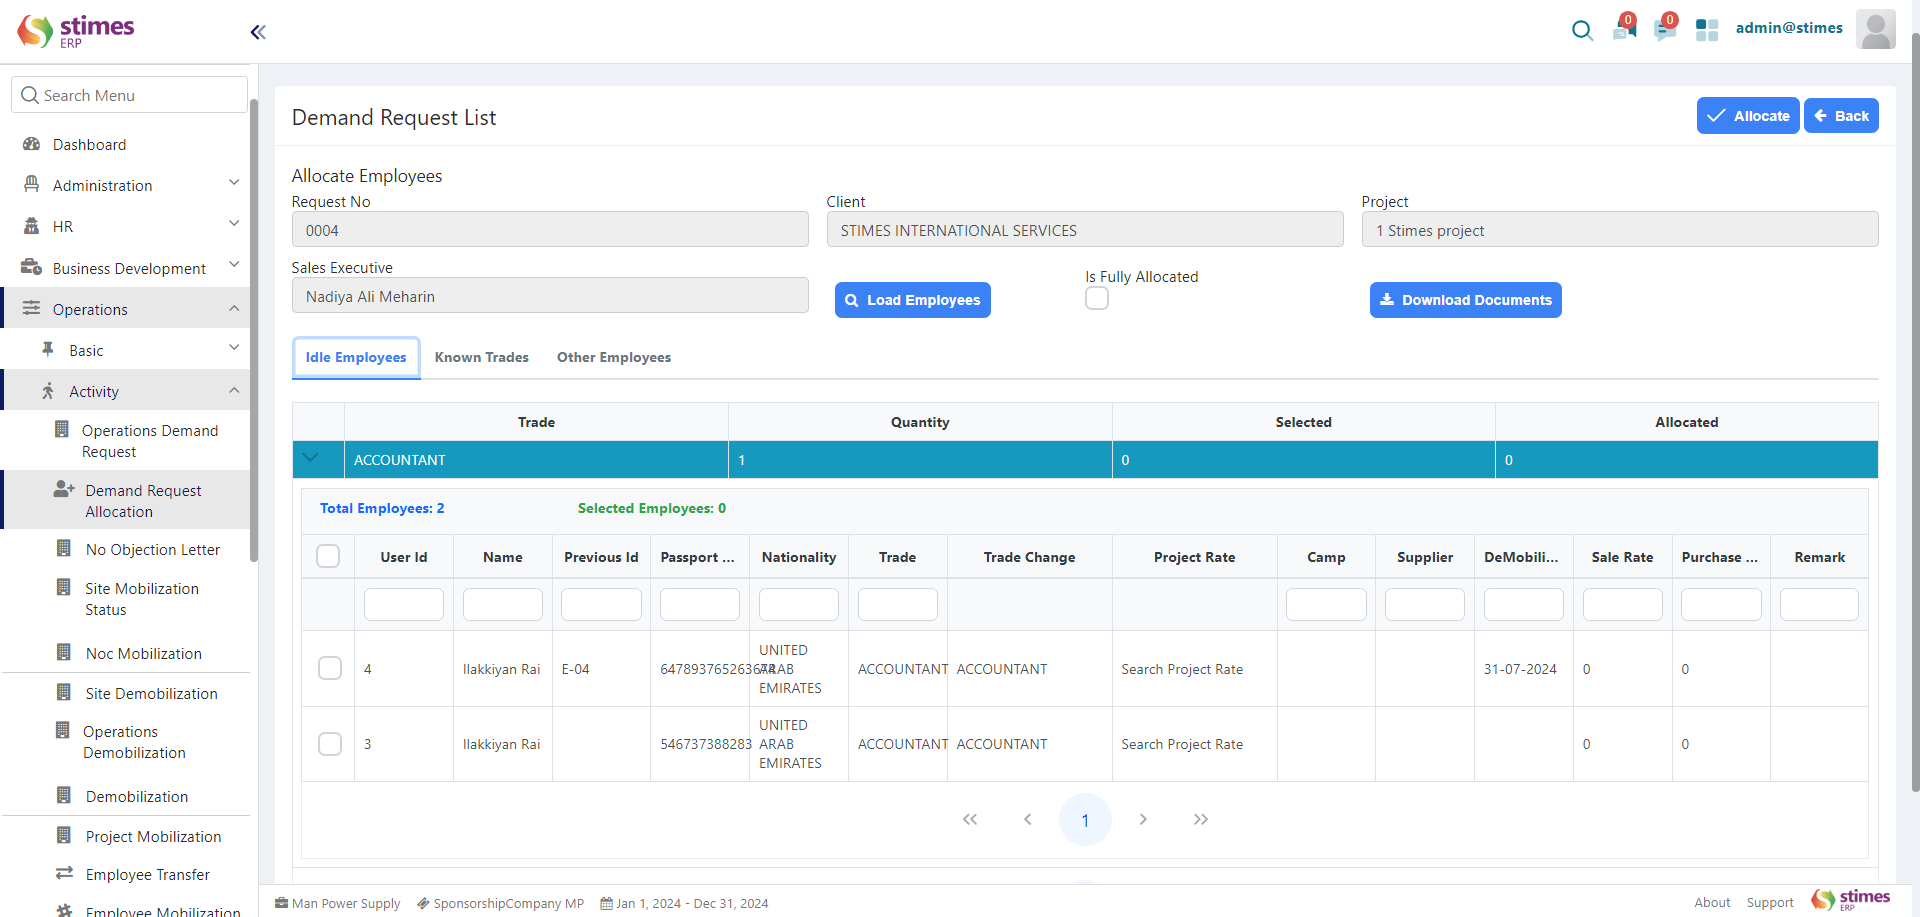 stimes
ERP
0
0
admin@stimes
Search Menu
Dashboard
Administration
HR
Business Development
Operations
Basic
Activity
Operations Demand
Request
Demand Request
Allocation
No Objection Letter
Site Mobilization
Status
Noc Mobilization
Site Demobilization
Operations
Demobilization
Demobilization
Project Mobilization
Employee Transfer
Employee Mobilization
Demand Request List
Allocate
Back
Allocate Employees
Request No
Client
Project
0004
STIMES INTERNATIONAL SERVICES
1 Stimes project
Sales Executive
Nadiya Ali Meharin
Load Employees
Is Fully Allocated
Download Documents
Idle Employees
Known Trades
Other Employees
Trade
Quantity
Selected
Allocated
ACCOUNTANT
1
0
0
Total Employees: 2
Selected Employees: 0
User Id
Name
Previous Id
Passport ...
Nationality
Trade
Trade Change
Project Rate
Camp
Supplier
DeMobili...
Sale Rate
Purchase ...
Remark
4
Ilakkiyan Rai
E-04
UNITED
ARAB
EMIRATES
ACCOUNTANT
ACCOUNTANT
Search Project Rate
31-07-2024
0
0
3
Ilakkiyan Rai
546737388283
UNITED
ARAB
EMIRATES
ACCOUNTANT
ACCOUNTANT
Search Project Rate
0
0
1
Man Power Supply
SponsorshipCompany MP
Jan 1, 2024 - Dec 31, 2024
About
Support
stimes
ERP